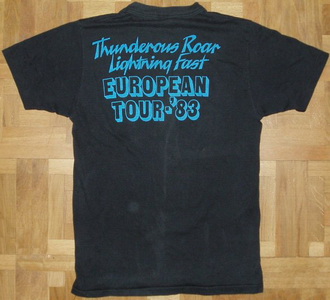 Thunderous Roar
Lightning Fast
EUROPEAN
TOUR-'83